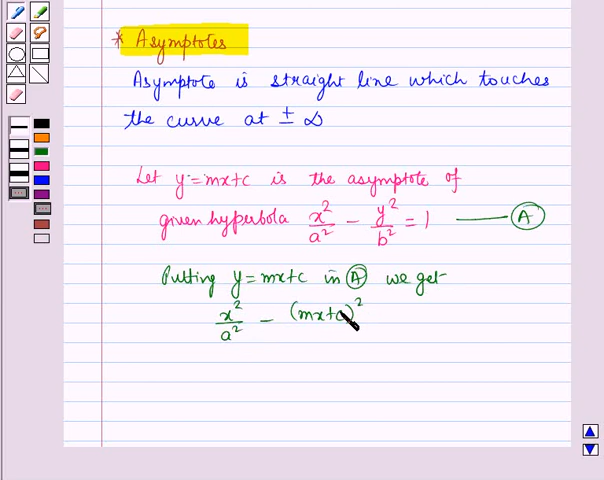 * Asymptotes
Asymptote is straight line which touches
the curve at ± ∞
Let y=mx+c is the asymptote of
given hyperbola x²/a² - y²/b² = 1 —— Ⓐ
Putting y=mx+c in Ⓐ we get
x²/a² - (mx+c)²